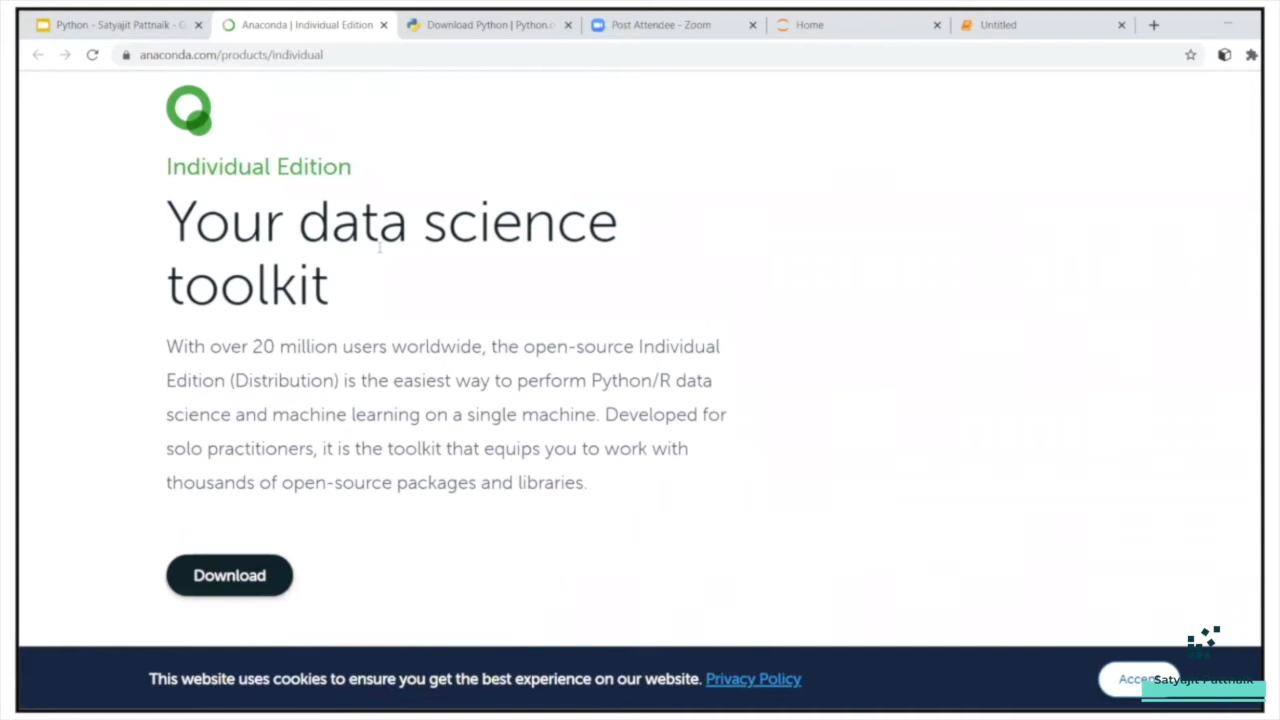 Python - Satyajit Pattnaik - G
Anaconda | Individual Edition
Download Python | Python.o
Post Attendee - Zoom
Home
Untitled
anaconda.com/products/individual
Individual Edition
Your data science
toolkit
With over 20 million users worldwide, the open-source Individual
Edition (Distribution) is the easiest way to perform Python/R data
science and machine learning on a single machine. Developed for
solo practitioners, it is the toolkit that equips you to work with
thousands of open-source packages and libraries.
Download
This website uses cookies to ensure you get the best experience on our website. Privacy Policy
Satyajit Pattnaik